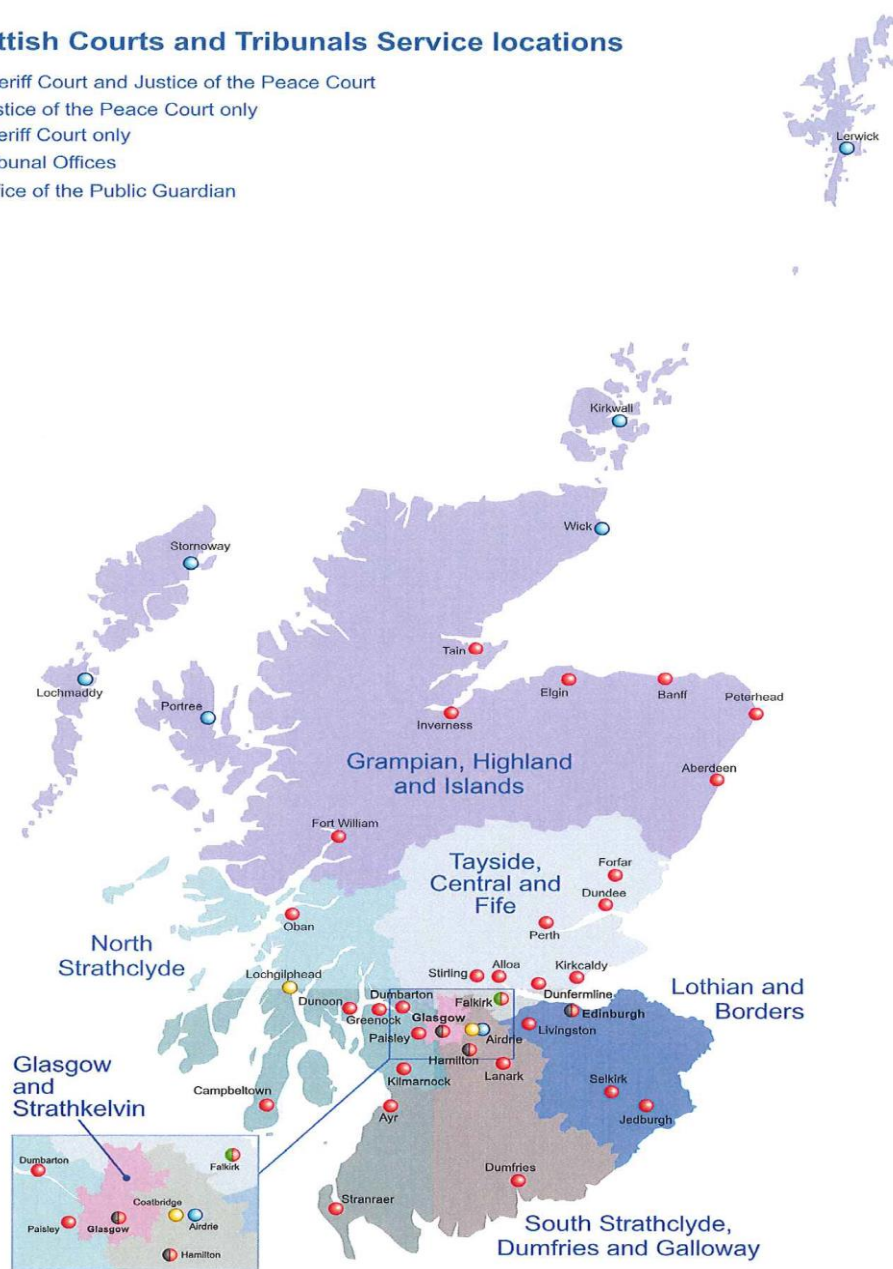 ttish Courts and Tribunals Service locations
eriff Court and Justice of the Peace Court
stice of the Peace Court only
eriff Court only
bunal Offices
fice of the Public Guardian
Lerwick
Kirkwall
Wick
Stornoway
Tain
Lochmaddy
Portree
Elgin
Banff
Peterhead
Inverness
Grampian, Highland
and Islands
Aberdeen
Fort William
Tayside,
Central and
Fife
Forfar
Dundee
Perth
Oban
North
Strathclyde
Lochgilphead
Stirling
Alloa
Kirkcaldy
Dunfermline
Dunoon
Dumbarton
Greenock
Falkirk
Glasgow
Paisley
Edinburgh
Lothian and
Borders
Livingston
Airdrie
Hamilton
Lanark
Kilmarnock
Glasgow
and
Strathkelvin
Campbeltown
Ayr
Selkirk
Jedburgh
Dumfries
Stranraer
South Strathclyde,
Dumfries and Galloway
Dumbarton
Falkirk
Coatbridge
Paisley
Glasgow
Airdrie
Hamilton